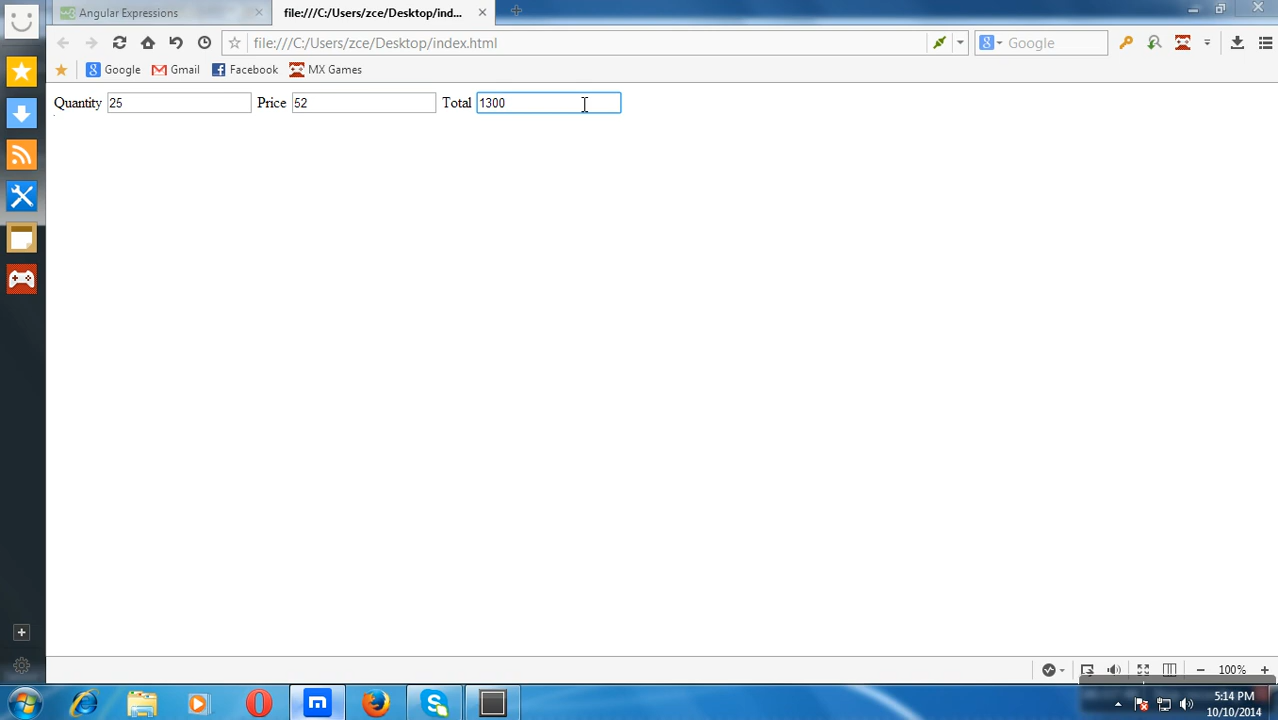 Angular Expressions
file:///C:/Users/zce/Desktop/ind...
file:///C:/Users/zce/Desktop/index.html
Google
Google
Gmail
Facebook
MX Games
Quantity 25 Price 52 Total 1300
100%
5:14 PM
10/10/2014